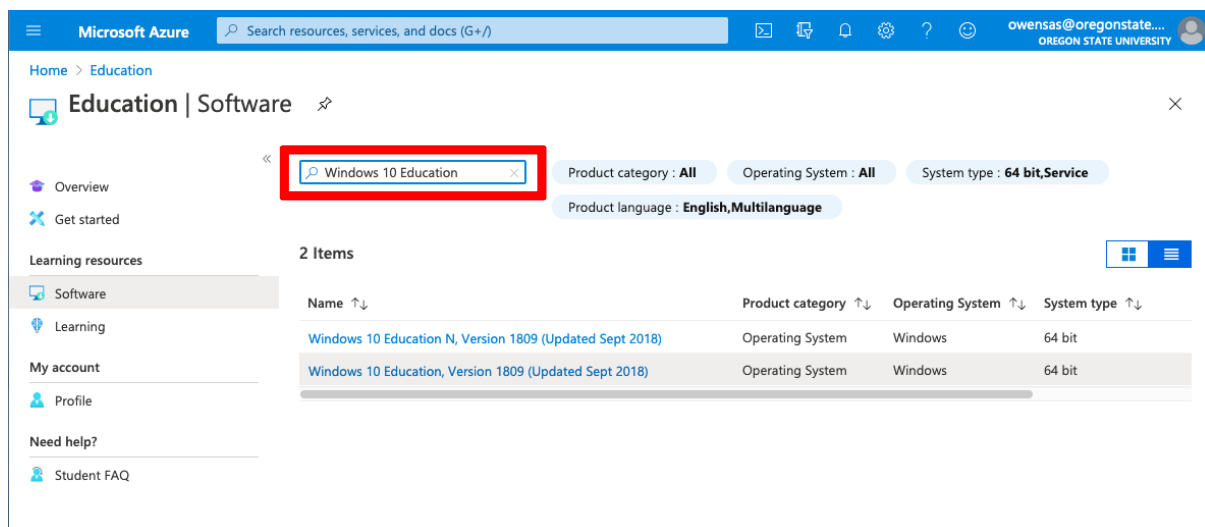 Microsoft Azure
Search resources, services, and docs (G+/)
owensas@oregonstate....
OREGON STATE UNIVERSITY
Home > Education
Education | Software
Windows 10 Education
Product category : All
Operating System : All
System type : 64 bit,Service
Product language : English,Multilanguage
Overview
Get started
Learning resources
Software
Learning
My account
Profile
Need help?
Student FAQ
2 Items
Name ↑↓ Product category ↑↓ Operating System ↑↓ System type ↑↓
Windows 10 Education N, Version 1809 (Updated Sept 2018) Operating System Windows 64 bit
Windows 10 Education, Version 1809 (Updated Sept 2018) Operating System Windows 64 bit